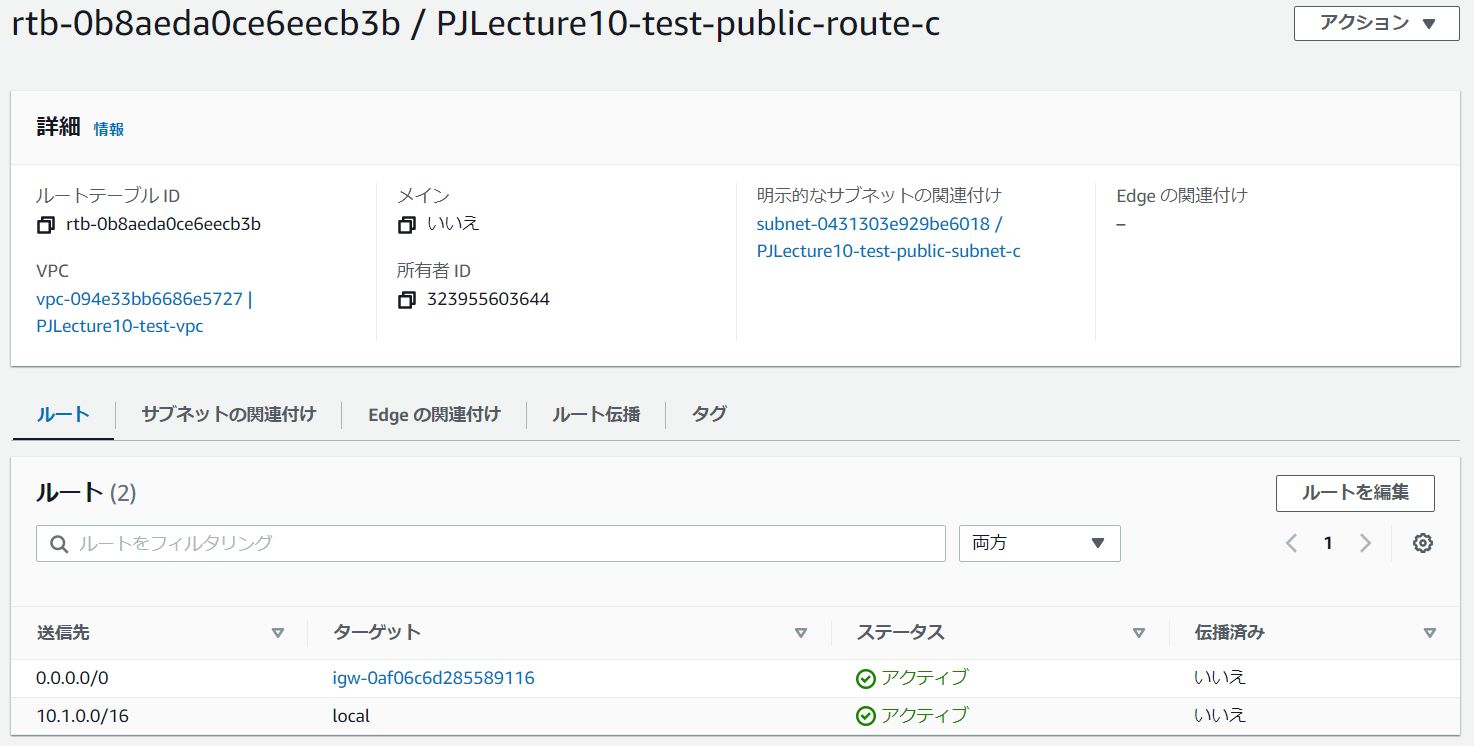 rtb-0b8aeda0ce6eecb3b / PJLecture10-test-public-route-c
アクション
詳細 情報
ルートテーブル ID
rtb-0b8aeda0ce6eecb3b
メイン
いいえ
明示的なサブネットの関連付け
subnet-0431303e929be6018 /
PJLecture10-test-public-subnet-c
Edge の関連付け
–
VPC
vpc-094e33bb6686e5727 |
PJLecture10-test-vpc
所有者 ID
323955603644
ルート サブネットの関連付け Edge の関連付け ルート伝播 タグ
ルート (2)
ルートを編集
ルートをフィルタリング 両方 1
送信先 ターゲット ステータス 伝播済み
0.0.0.0/0 igw-0af06c6d285589116 アクティブ いいえ
10.1.0.0/16 local アクティブ いいえ